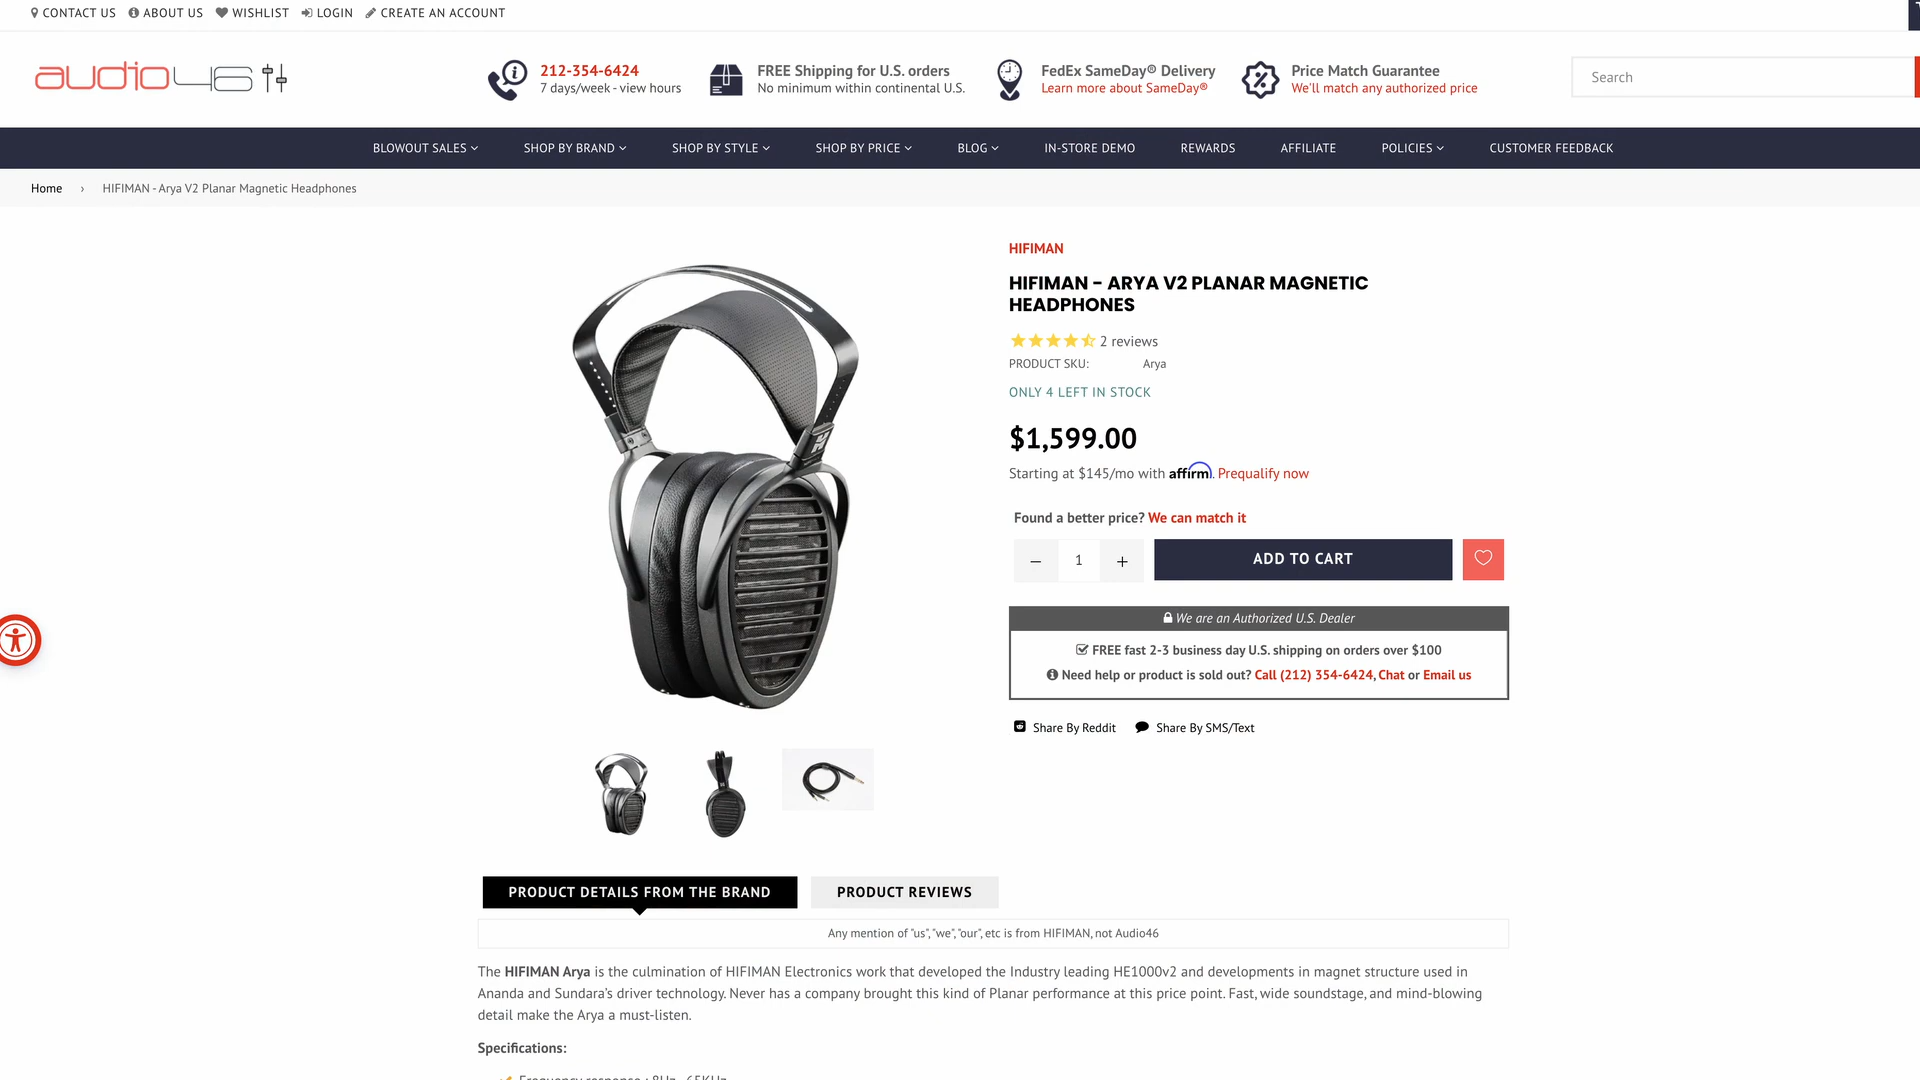 CONTACT US ABOUT US WISHLIST LOGIN CREATE AN ACCOUNT
audio46
212-354-6424
7 days/week - view hours
FREE Shipping for U.S. orders
No minimum within continental U.S.
FedEx SameDay® Delivery
Learn more about SameDay®
Price Match Guarantee
We'll match any authorized price
Search
BLOWOUT SALES SHOP BY BRAND SHOP BY STYLE SHOP BY PRICE BLOG IN-STORE DEMO REWARDS AFFILIATE POLICIES CUSTOMER FEEDBACK
Home › HIFIMAN - Arya V2 Planar Magnetic Headphones
HIFIMAN
HIFIMAN - ARYA V2 PLANAR MAGNETIC
HEADPHONES
2 reviews
PRODUCT SKU: Arya
ONLY 4 LEFT IN STOCK
$1,599.00
Starting at $145/mo with affirm. Prequalify now
Found a better price? We can match it
− 1 + ADD TO CART
We are an Authorized U.S. Dealer
FREE fast 2-3 business day U.S. shipping on orders over $100
Need help or product is sold out? Call (212) 354-6424, Chat or Email us
Share By Reddit Share By SMS/Text
PRODUCT DETAILS FROM THE BRAND PRODUCT REVIEWS
Any mention of "us", "we", "our", etc is from HIFIMAN, not Audio46
The HIFIMAN Arya is the culmination of HIFIMAN Electronics work that developed the Industry leading HE1000v2 and developments in magnet structure used in
Ananda and Sundara's driver technology. Never has a company brought this kind of Planar performance at this price point. Fast, wide soundstage, and mind-blowing
detail make the Arya a must-listen.
Specifications:
Frequency response : 8Hz - 65KHz